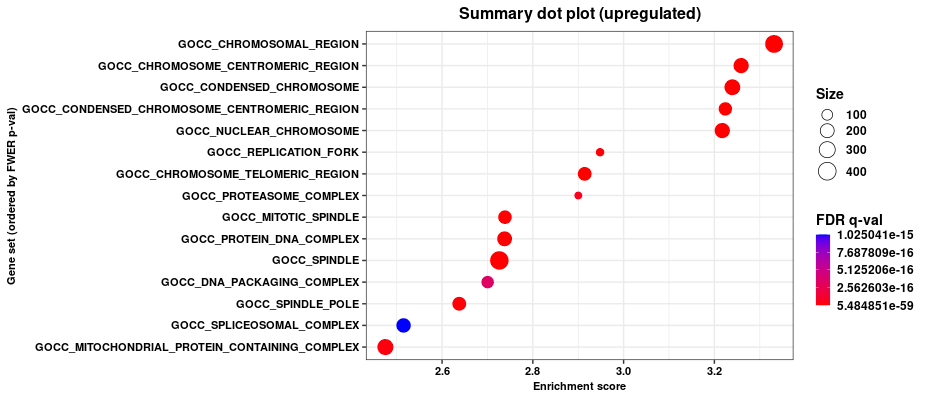 Summary dot plot (upregulated)
Gene set (ordered by FWER p-val)
GOCC_CHROMOSOMAL_REGION
GOCC_CHROMOSOME_CENTROMERIC_REGION
GOCC_CONDENSED_CHROMOSOME
GOCC_CONDENSED_CHROMOSOME_CENTROMERIC_REGION
GOCC_NUCLEAR_CHROMOSOME
GOCC_REPLICATION_FORK
GOCC_CHROMOSOME_TELOMERIC_REGION
GOCC_PROTEASOME_COMPLEX
GOCC_MITOTIC_SPINDLE
GOCC_PROTEIN_DNA_COMPLEX
GOCC_SPINDLE
GOCC_DNA_PACKAGING_COMPLEX
GOCC_SPINDLE_POLE
GOCC_SPLICEOSOMAL_COMPLEX
GOCC_MITOCHONDRIAL_PROTEIN_CONTAINING_COMPLEX
2.6 2.8 3.0 3.2
Enrichment score
Size
100
200
300
400
FDR q-val
1.025041e-15
7.687809e-16
5.125206e-16
2.562603e-16
5.484851e-59